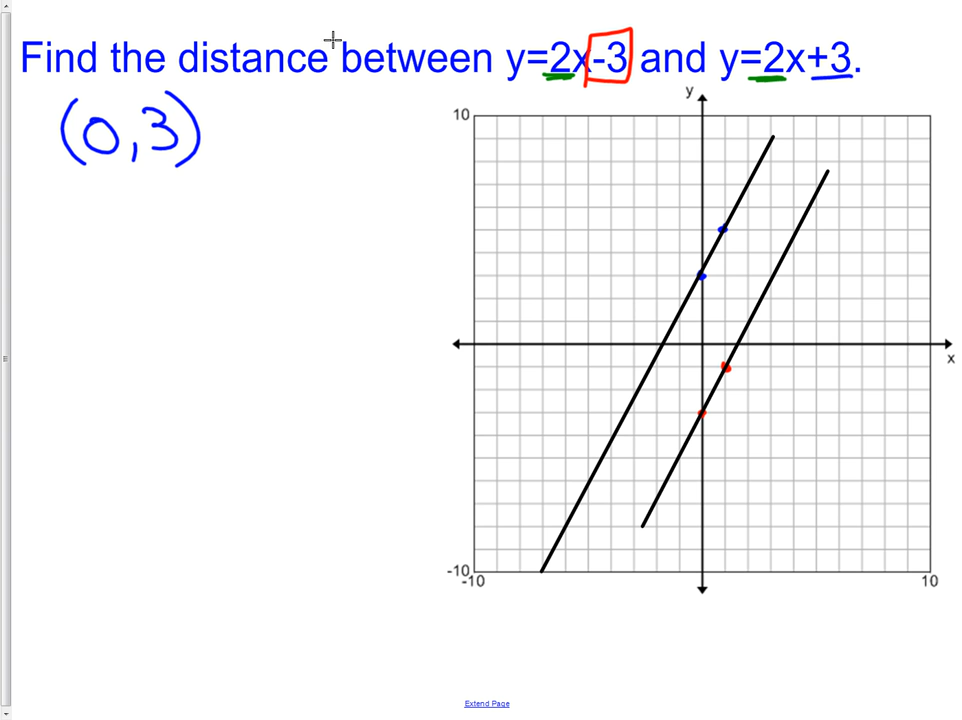 Find the distance between y=2x-3 and y=2x+3.
(0,3)
y
10
x
-10
-10
10
Extend Page